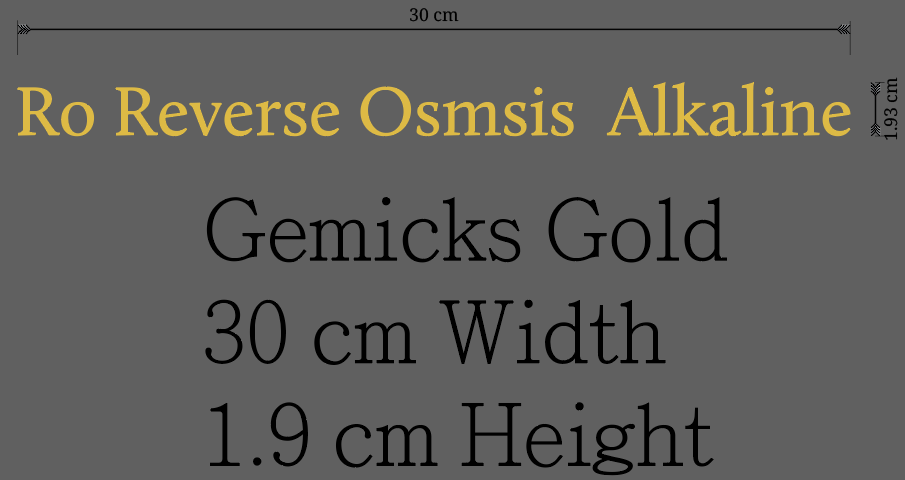 30 cm
Ro Reverse Osmsis Alkaline
1.93 cm
Gemicks Gold
30 cm Width
1.9 cm Height